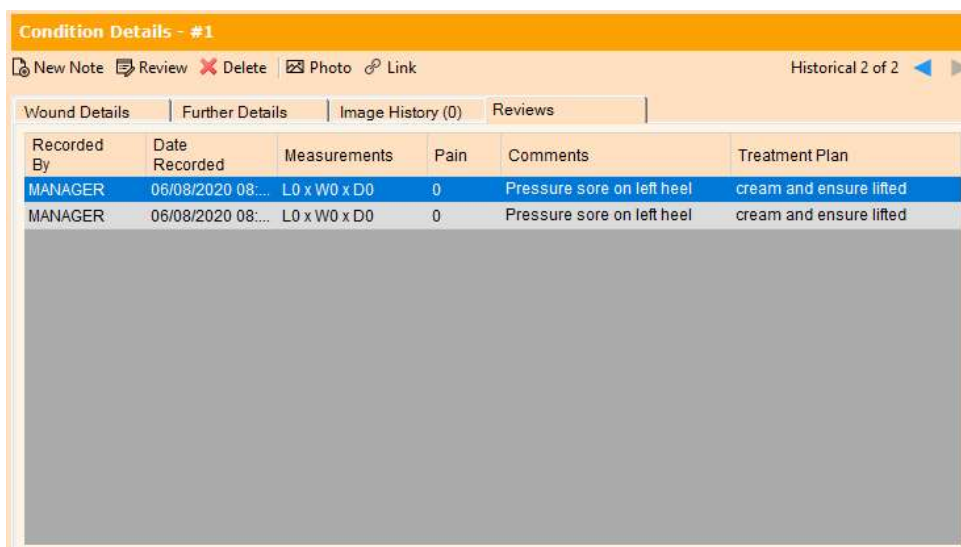 Condition Details - #1
New Note Review Delete Photo Link Historical 2 of 2
Wound Details Further Details Image History (0) Reviews
Recorded By Date Recorded Measurements Pain Comments Treatment Plan
MANAGER 06/08/2020 08:... L0 x W0 x D0 0 Pressure sore on left heel cream and ensure lifted
MANAGER 06/08/2020 08:... L0 x W0 x D0 0 Pressure sore on left heel cream and ensure lifted